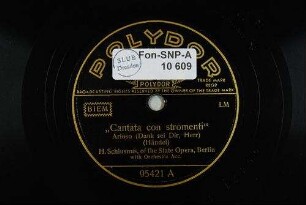 POLYDOR
SLUB
Dresden
Fon-SNP-A
10 609
POLYDOR
TRADE MARK
BIEM
LM
„Cantata con stromenti“
Arioso (Dank sei Dir, Herr)
(Händel)
H. Schlusnus, of the State Opera, Berlin
with Orchestra Acc.
95421 A